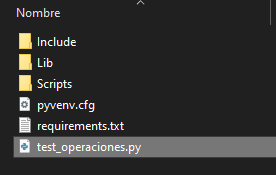 Nombre
Include
Lib
Scripts
pyvenv.cfg
requirements.txt
test_operaciones.py